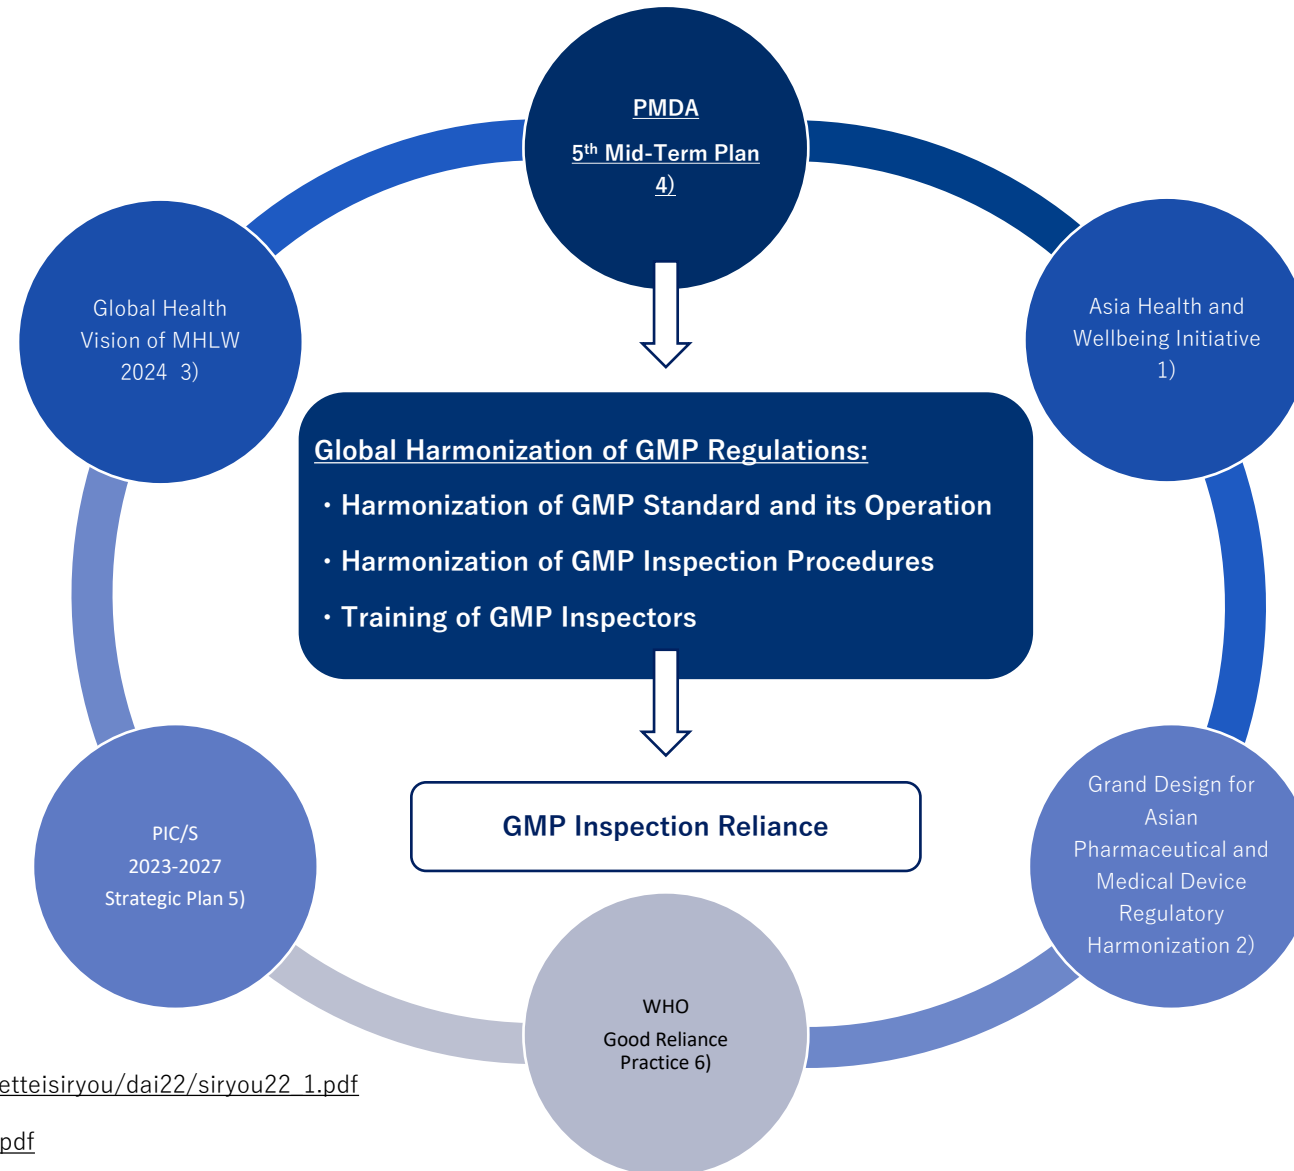 PMDA
5th Mid-Term Plan
4)
Global Health
Vision of MHLW
2024 3)
Asia Health and
Wellbeing Initiative
1)
Global Harmonization of GMP Regulations:
・Harmonization of GMP Standard and its Operation
・Harmonization of GMP Inspection Procedures
・Training of GMP Inspectors
GMP Inspection Reliance
PIC/S
2023-2027
Strategic Plan 5)
Grand Design for
Asian
Pharmaceutical and
Medical Device
Regulatory
Harmonization 2)
WHO
Good Reliance
Practice 6)
etteisiryou/dai22/siryou22_1.pdf
pdf